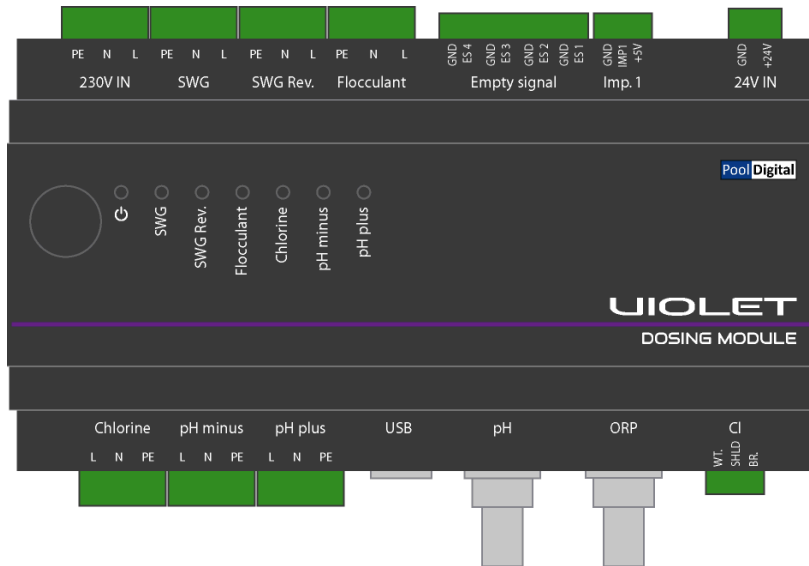 PE N L PE N L PE N L PE N L GND ES 4 GND ES 3 GND ES 2 GND ES 1 GND IMP1 +5V GND +24V
230V IN SWG SWG Rev. Flocculant Empty signal Imp. 1 24V IN
Pool Digital
SWG SWG Rev. Flocculant Chlorine pH minus pH plus
VIOLET
DOSING MODULE
Chlorine pH minus pH plus USB pH ORP Cl
L N PE L N PE L N PE WT. SHLD BR.